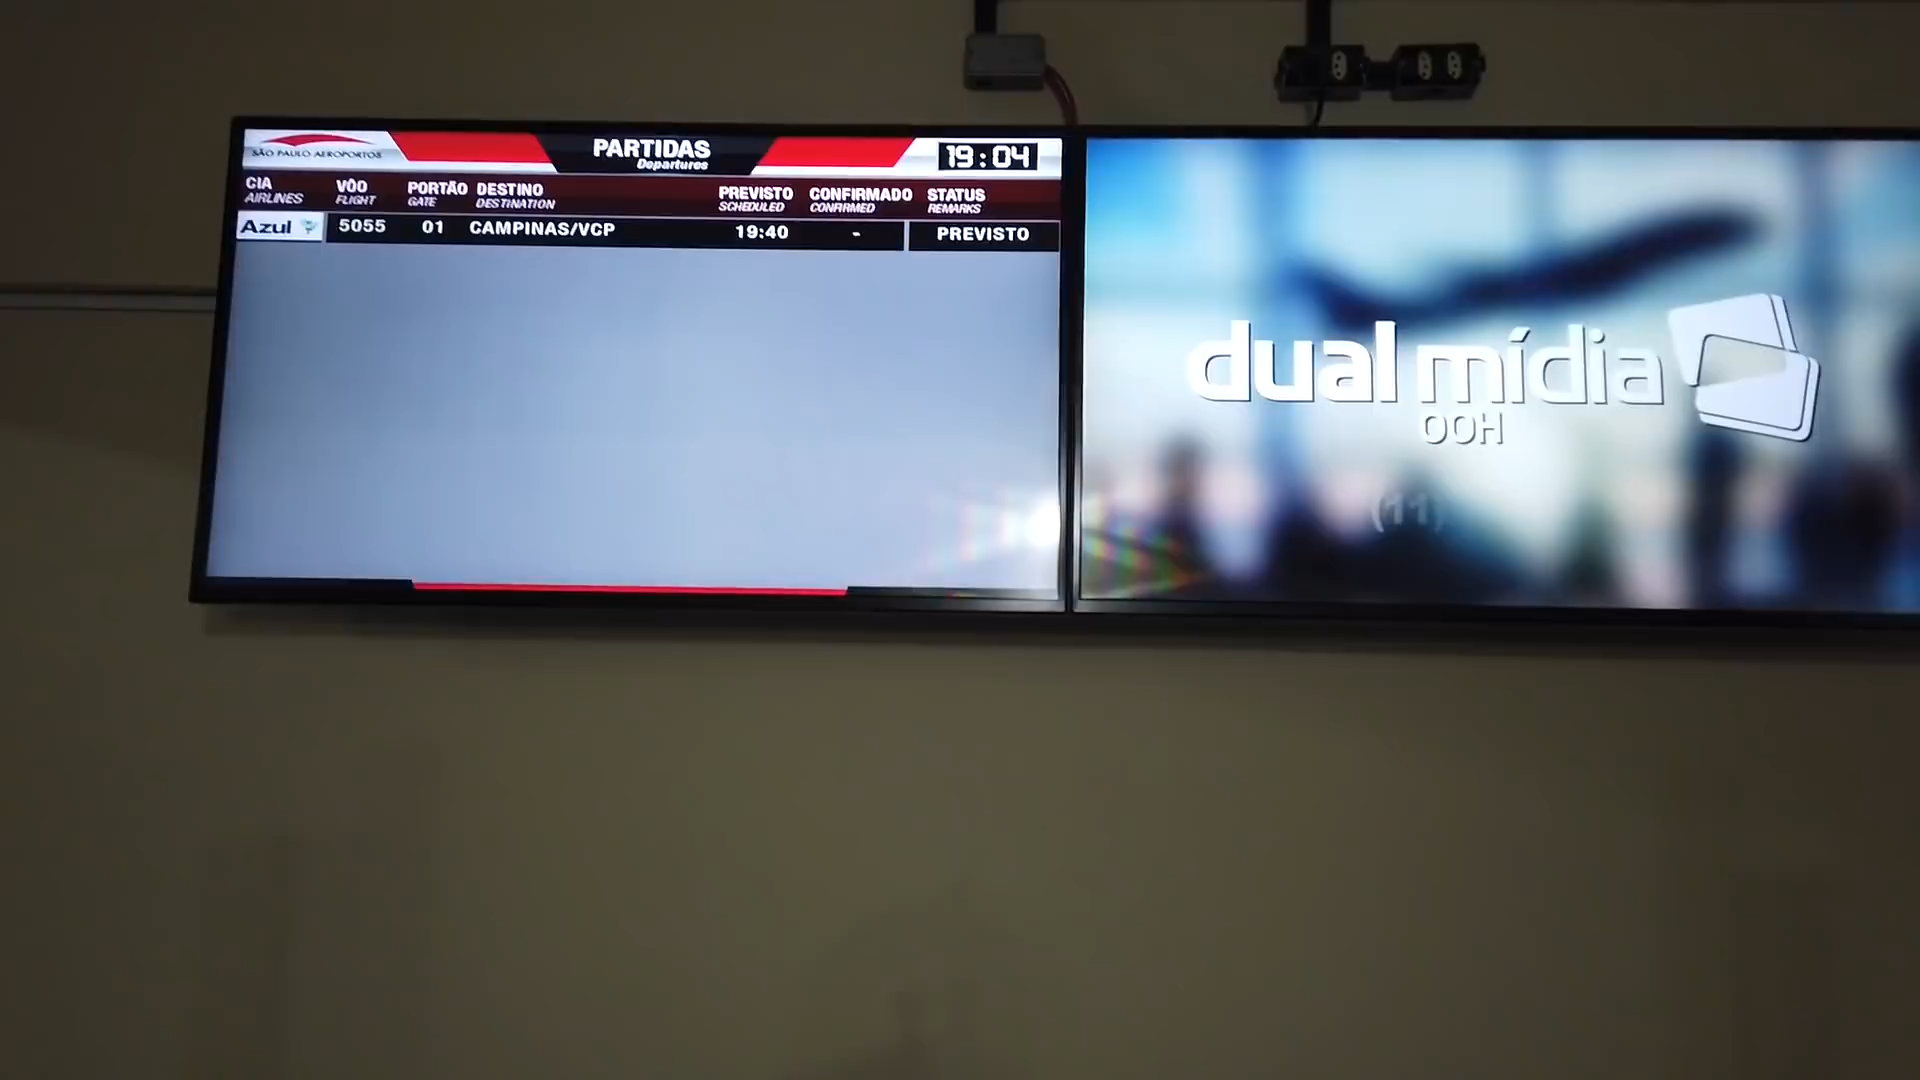 SÃO PAULO AEROPORTOS
PARTIDAS
Departures
19:04
CIA VÔO PORTÃO DESTINO PREVISTO CONFIRMADO STATUS
AIRLINES FLIGHT GATE DESTINATION SCHEDULED CONFIRMED REMARKS
Azul 5055 01 CAMPINAS/VCP 19:40 - PREVISTO
dual mídia
OOH
(11)